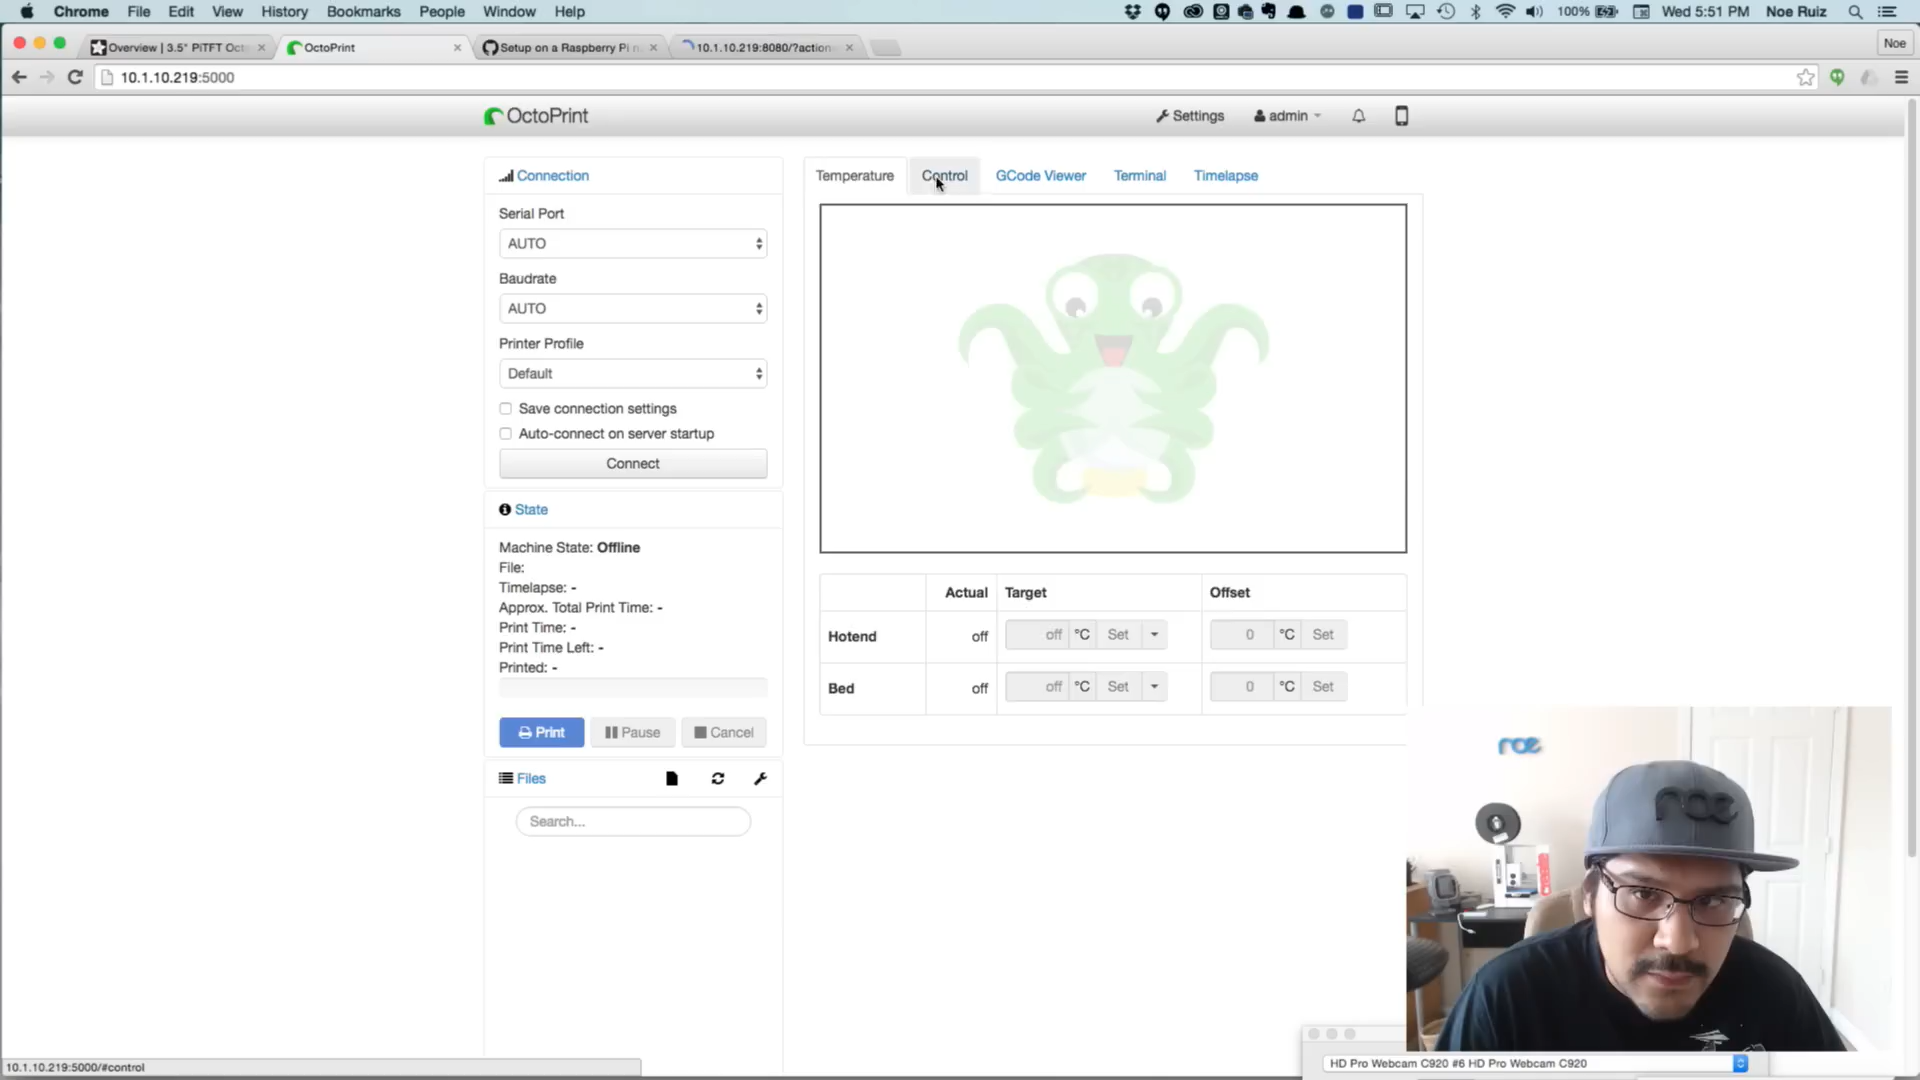 Chrome File Edit View History Bookmarks People Window Help
100% Wed 5:51 PM Noe Ruiz
Overview | 3.5" PiTFT Oct
OctoPrint
Setup on a Raspberry Pi
10.1.10.219:8080/?action
Noe
10.1.10.219:5000
OctoPrint
Settings
admin
Connection
Serial Port
AUTO
Baudrate
AUTO
Printer Profile
Default
Save connection settings
Auto-connect on server startup
Connect
State
Machine State: Offline
File:
Timelapse: -
Approx. Total Print Time: -
Print Time: -
Print Time Left: -
Printed: -
Print Pause Cancel
Files
Search...
Temperature Control GCode Viewer Terminal Timelapse
Actual Target Offset
Hotend off off °C Set 0 °C Set
Bed off off °C Set 0 °C Set
noe
noe
10.1.10.219:5000/#control
HD Pro Webcam C920 #6 HD Pro Webcam C920